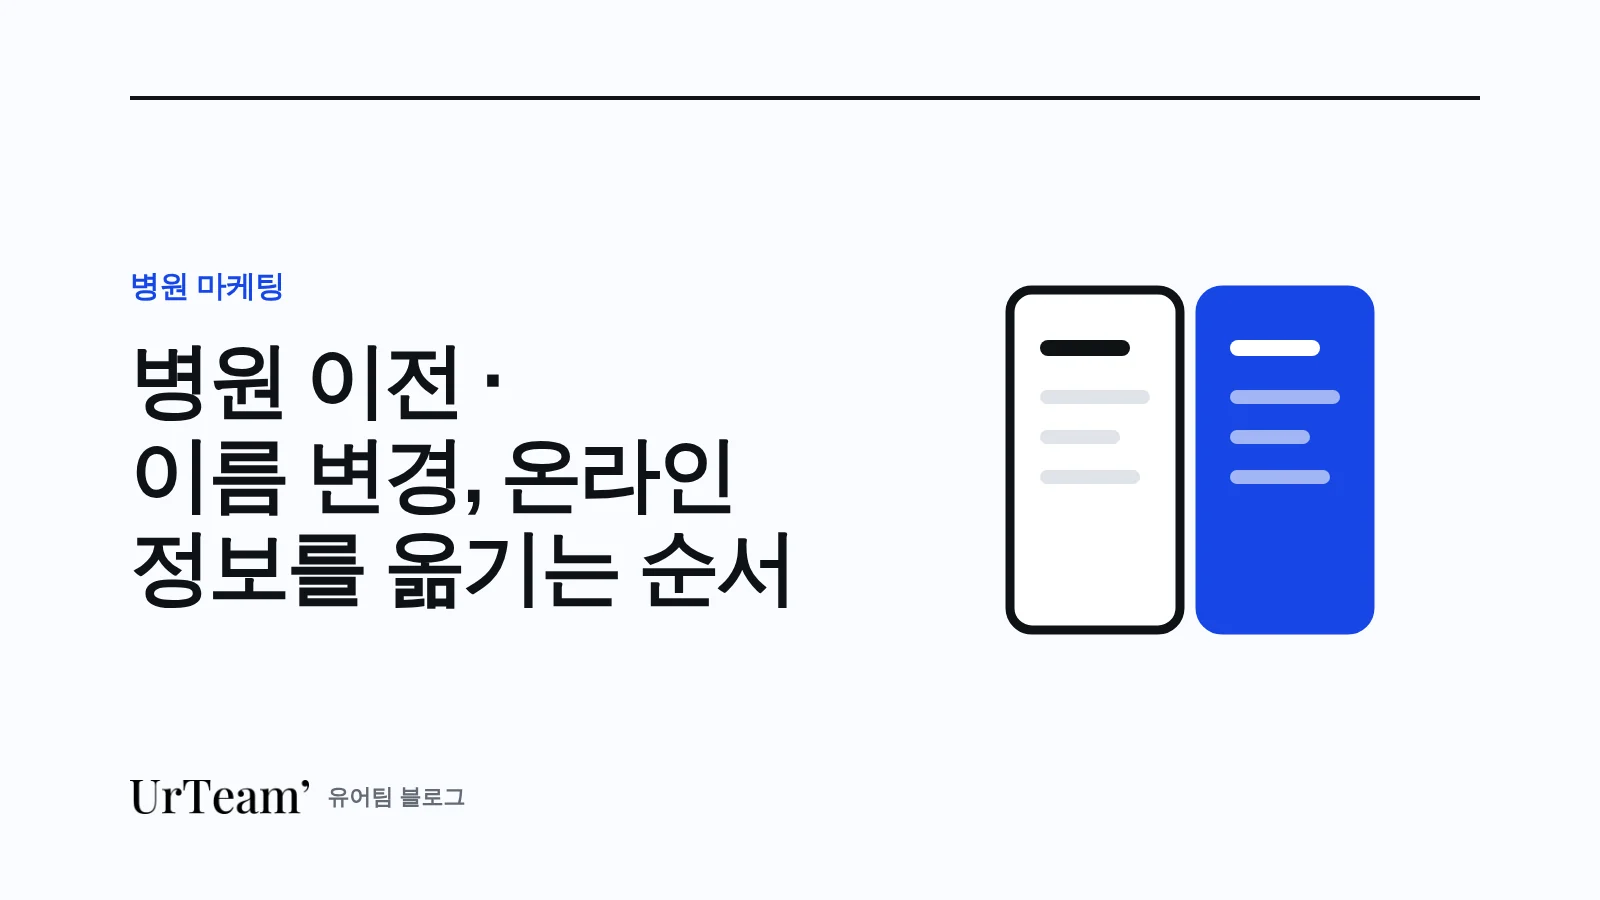 병원 마케팅
병원 이전 ·
이름 변경, 온라인
정보를 옮기는 순서
UrTeam’ 유어팀 블로그